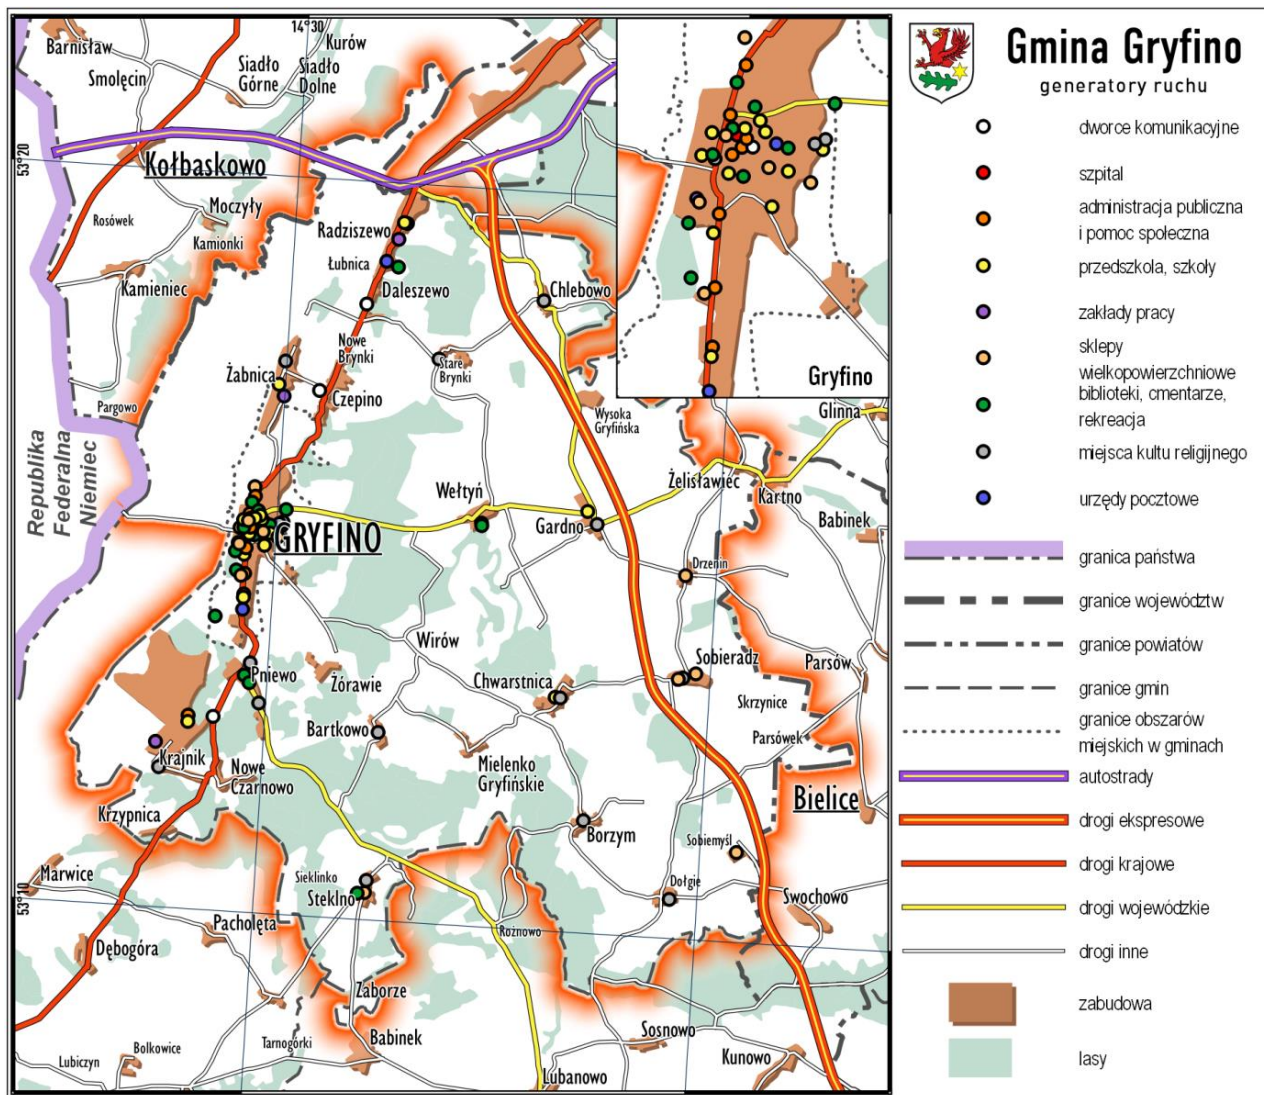 14°30
Barnisław
Smolęcin
Siadło
Górne
Kurów
Siadło
Dolne
53°20
Kołbaskowo
Moczyły
Rosówek
Kamionki
Kamieniec
Radziszewo
Łubnica
Daleszewo
Chlebowo
Nowe
Brynki
Stare
Brynki
Żabnica
Czepino
Pargowo
Wysoka
Gryfińska
Republika
Federalna
Niemiec
Wełtyń
GRYFINO
Gardno
Żelisławiec
Kartno
Glinna
Babinek
Drzenin
Wirów
Pniewo
Żórawie
Chwarstnica
Sobieradz
Parsów
Skrzynice
Bartkowo
Parsówek
Krajnik
Nowe
Czarnowo
Mielenko
Gryfińskie
Bielice
Krzypnica
Borzym
Sobiemyśl
Marwice
Sieklinko
Steklno
Dołgie
Swochowo
53°10
Pacholęta
Rożnowo
Dębogóra
Zaborze
Babinek
Tarnogórki
Sosnowo
Kunowo
Lubiczyn
Bolkowice
Lubanowo
Gryfino
Gmina Gryfino
generatory ruchu
dworce komunikacyjne
szpital
administracja publiczna
i pomoc społeczna
przedszkola, szkoły
zakłady pracy
sklepy
wielkopowierzchniowe
biblioteki, cmentarze,
rekreacja
miejsca kultu religijnego
urzędy pocztowe
granica państwa
granice województw
granice powiatów
granice gmin
granice obszarów
miejskich w gminach
autostrady
drogi ekspresowe
drogi krajowe
drogi wojewódzkie
drogi inne
zabudowa
lasy